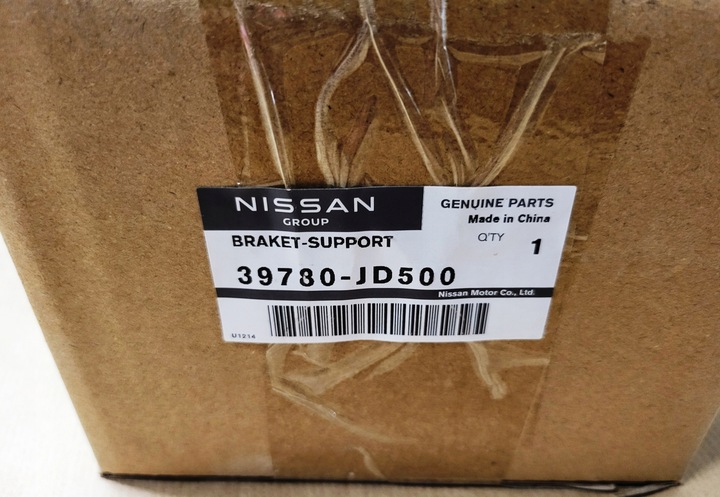 NISSAN
GROUP
GENUINE PARTS
Made in China
BRAKET-SUPPORT
Q'TY 1
39780-JD500
Nissan Motor Co., Ltd.
U1214